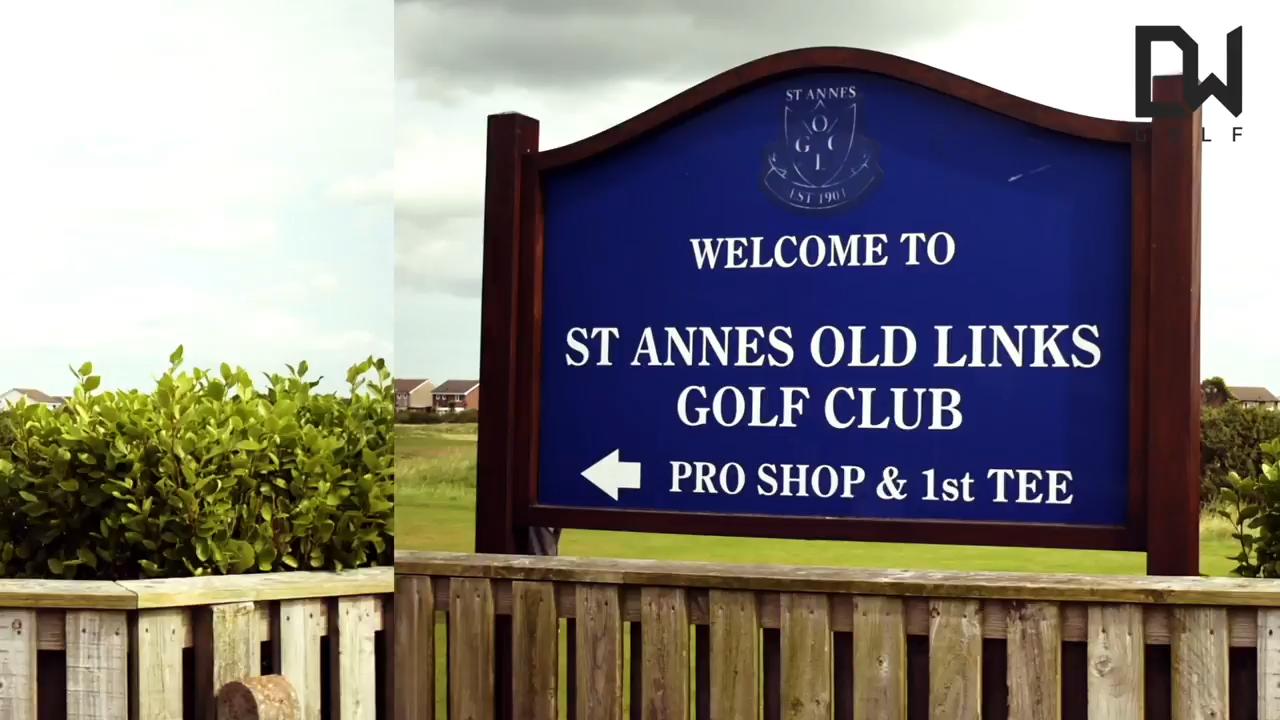 DW
GOLF
ST ANNES
O
G C
L
EST 1901
WELCOME TO
ST ANNES OLD LINKS
GOLF CLUB
PRO SHOP & 1st TEE